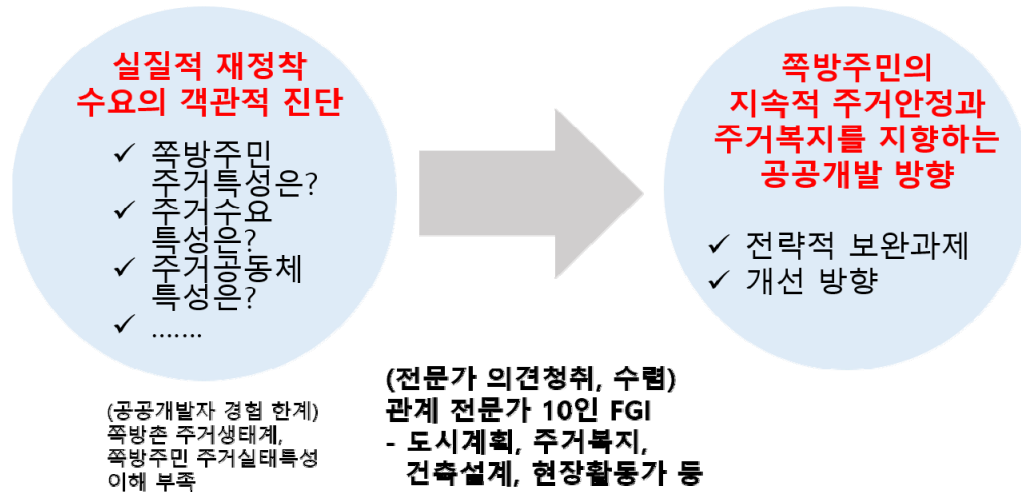 실질적 재정착
수요의 객관적 진단
✓ 쪽방주민
주거특성은?
✓ 주거수요
특성은?
✓ 주거공동체
특성은?
✓ .......
(공공개발자 경험 한계)
쪽방촌 주거생태계,
쪽방주민 주거실태특성
이해 부족
(전문가 의견청취, 수렴)
관계 전문가 10인 FGI
- 도시계획, 주거복지,
건축설계, 현장활동가 등
쪽방주민의
지속적 주거안정과
주거복지를 지향하는
공공개발 방향
✓ 전략적 보완과제
✓ 개선 방향